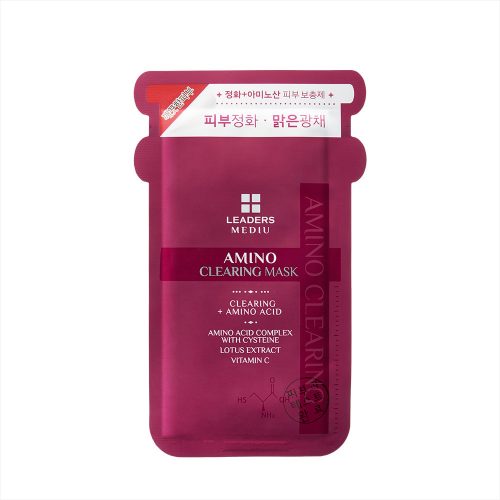 + 정화+아미노산 피부 보충제 +
피부정화 · 맑은광채
LEADERS
MEDIU
AMINO
CLEARING MASK
CLEARING
+ AMINO ACID
AMINO ACID COMPLEX
WITH CYSTEINE
LOTUS EXTRACT
VITAMIN C
HS
O
OH
NH₂
AMINO CLEARING